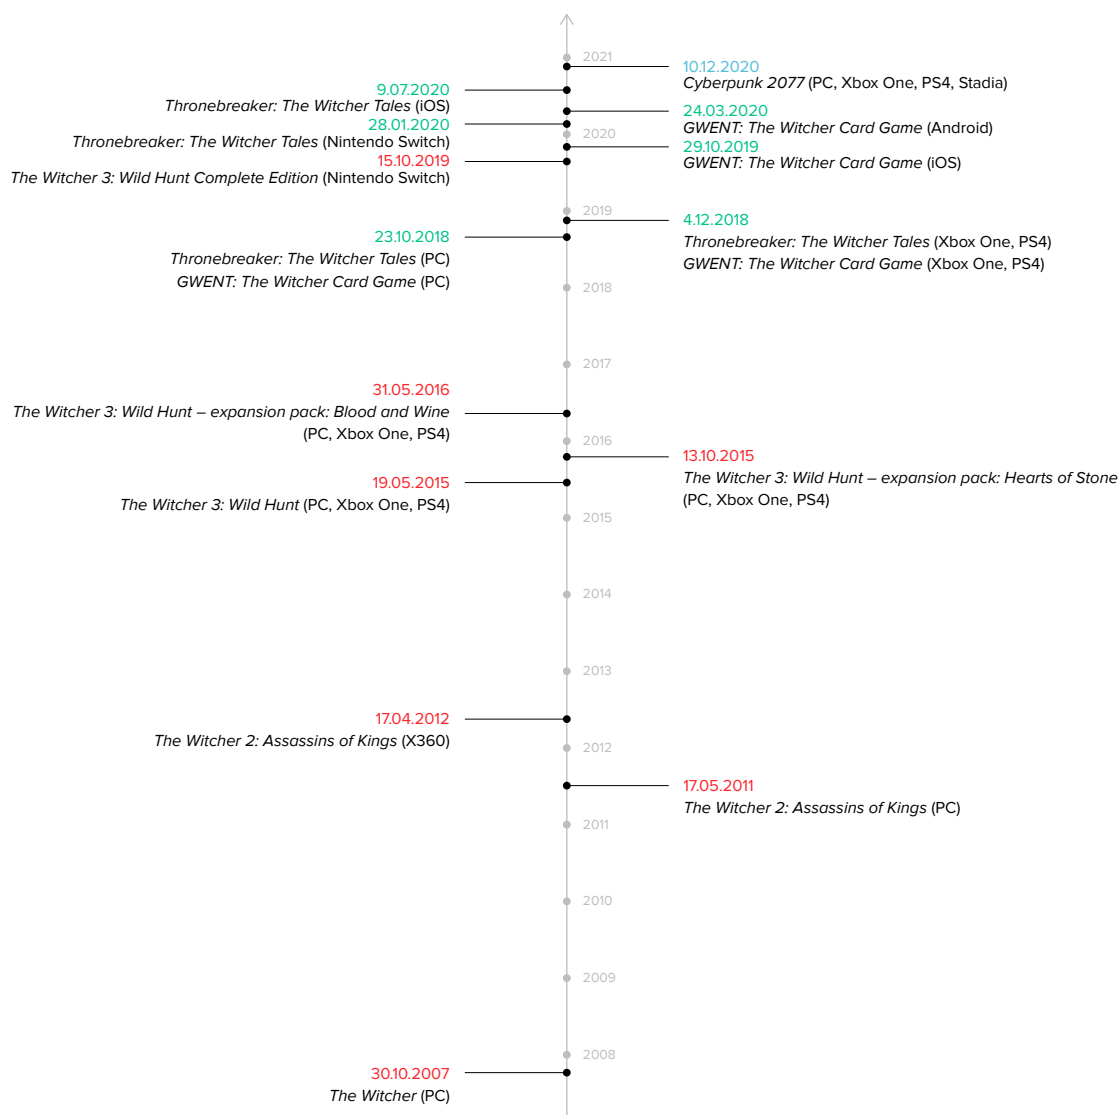 2021
10.12.2020
Cyberpunk 2077 (PC, Xbox One, PS4, Stadia)
9.07.2020
Thronebreaker: The Witcher Tales (iOS)
24.03.2020
GWENT: The Witcher Card Game (Android)
28.01.2020
Thronebreaker: The Witcher Tales (Nintendo Switch)
2020
29.10.2019
GWENT: The Witcher Card Game (iOS)
15.10.2019
The Witcher 3: Wild Hunt Complete Edition (Nintendo Switch)
2019
4.12.2018
Thronebreaker: The Witcher Tales (Xbox One, PS4)
GWENT: The Witcher Card Game (Xbox One, PS4)
23.10.2018
Thronebreaker: The Witcher Tales (PC)
GWENT: The Witcher Card Game (PC)
2018
2017
31.05.2016
The Witcher 3: Wild Hunt – expansion pack: Blood and Wine
(PC, Xbox One, PS4)
2016
13.10.2015
The Witcher 3: Wild Hunt – expansion pack: Hearts of Stone
(PC, Xbox One, PS4)
19.05.2015
The Witcher 3: Wild Hunt (PC, Xbox One, PS4)
2015
2014
2013
17.04.2012
The Witcher 2: Assassins of Kings (X360)
2012
17.05.2011
The Witcher 2: Assassins of Kings (PC)
2011
2010
2009
2008
30.10.2007
The Witcher (PC)